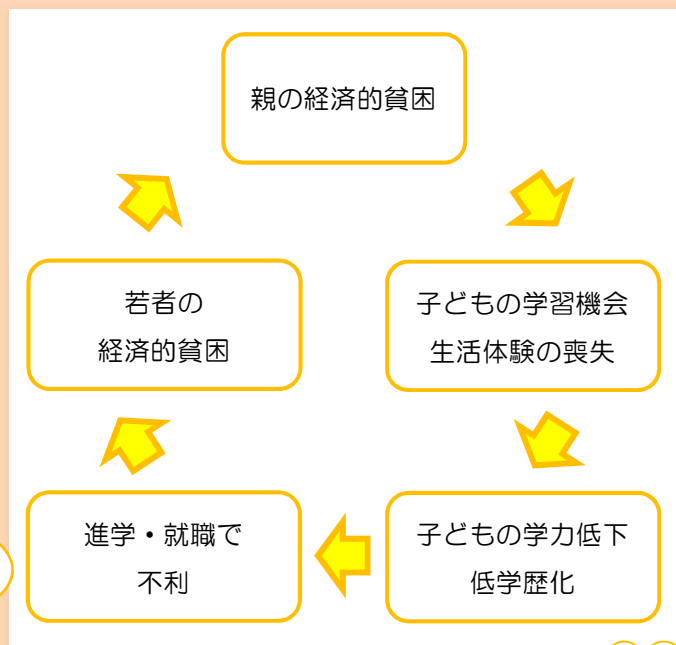 親の経済的貧困
子どもの学習機会
生活体験の喪失
子どもの学力低下
低学歴化
進学・就職で
不利
若者の
経済的貧困